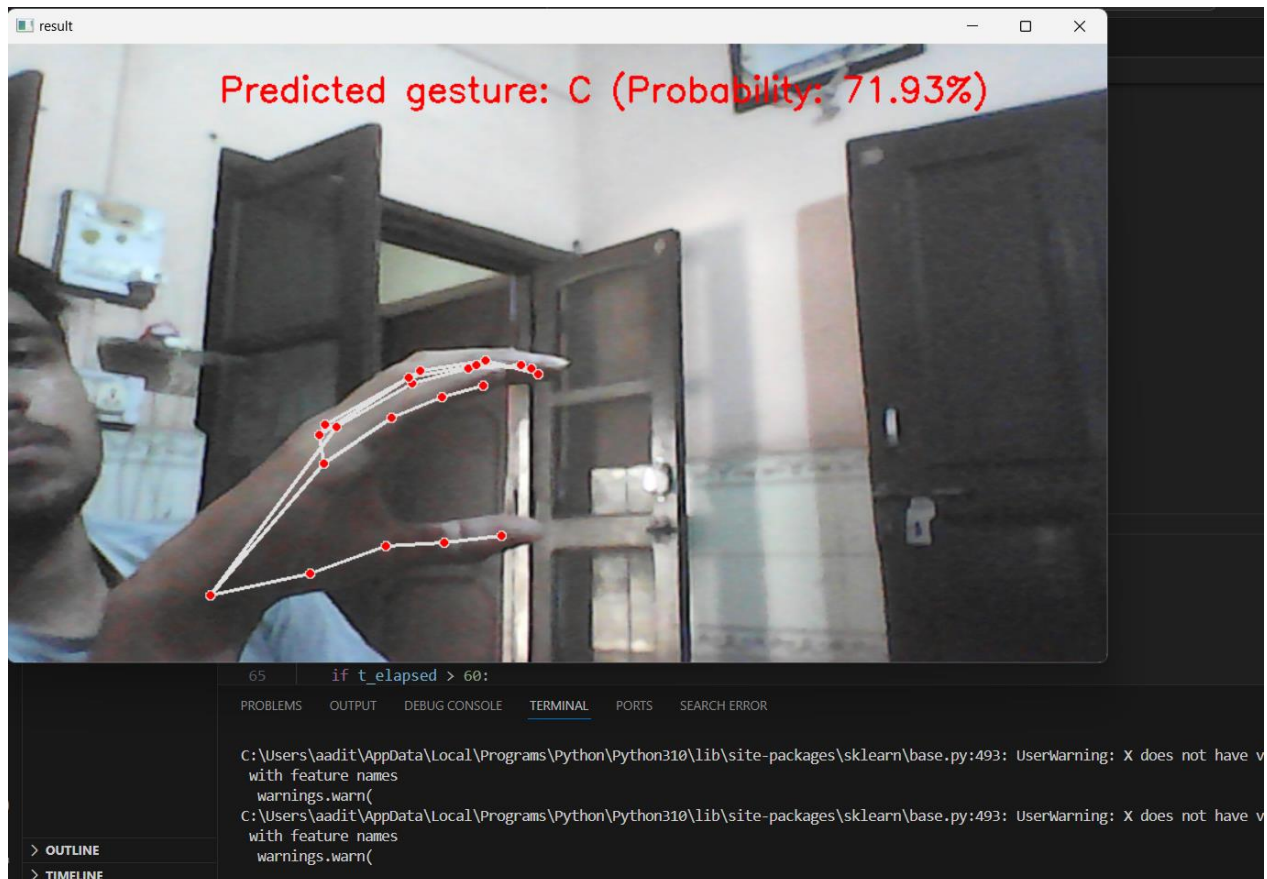 result
Predicted gesture: C (Probability: 71.93%)
65 if t_elapsed > 60:
PROBLEMS OUTPUT DEBUG CONSOLE TERMINAL PORTS SEARCH ERROR
C:\Users\aadit\AppData\Local\Programs\Python\Python310\lib\site-packages\sklearn\base.py:493: UserWarning: X does not have v
with feature names
warnings.warn(
C:\Users\aadit\AppData\Local\Programs\Python\Python310\lib\site-packages\sklearn\base.py:493: UserWarning: X does not have v
with feature names
warnings.warn(
> OUTLINE
> TIMELINE